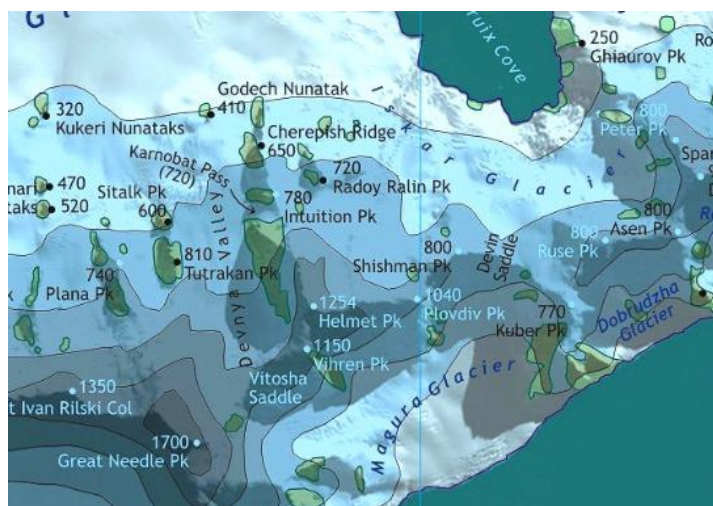 ruix Cove
250
Ghiaurov Pk
Ro
Godech Nunatak
410
320
Kukeri Nunataks
Iskar Glacier
800
Peter Pk
Cherepish Ridge
650
Karnobat Pass
(720)
Span
470
nari
Sitalk Pk
720
Radoy Ralin Pk
520
taks
600
780
Intuition Pk
800
Asen Pk
800
Ruse Pk
810
Tutrakan Pk
Devnya Valley
800
Shishman Pk
Devin
Saddle
740
Plana Pk
1254
Helmet Pk
1040
Plovdiv Pk
770
Kuber Pk
Dobrudzha
Glacier
1150
Vihren Pk
Vitosha
Saddle
Magura Glacier
1350
t Ivan Rilski Col
1700
Great Needle Pk